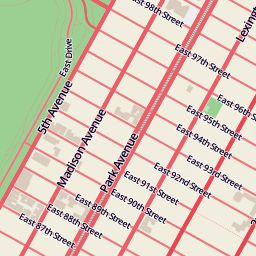 East 98th Street
Lexingt
East Drive
East 97th Street
5th Avenue
East 96th Str
East 95th Street
Madison Avenue
East 94th Street
Park Avenue
East 93rd Street
East 92nd Street
East 91st Street
East 90th Street
East 89th Street
East 88th Street
East 87th Street